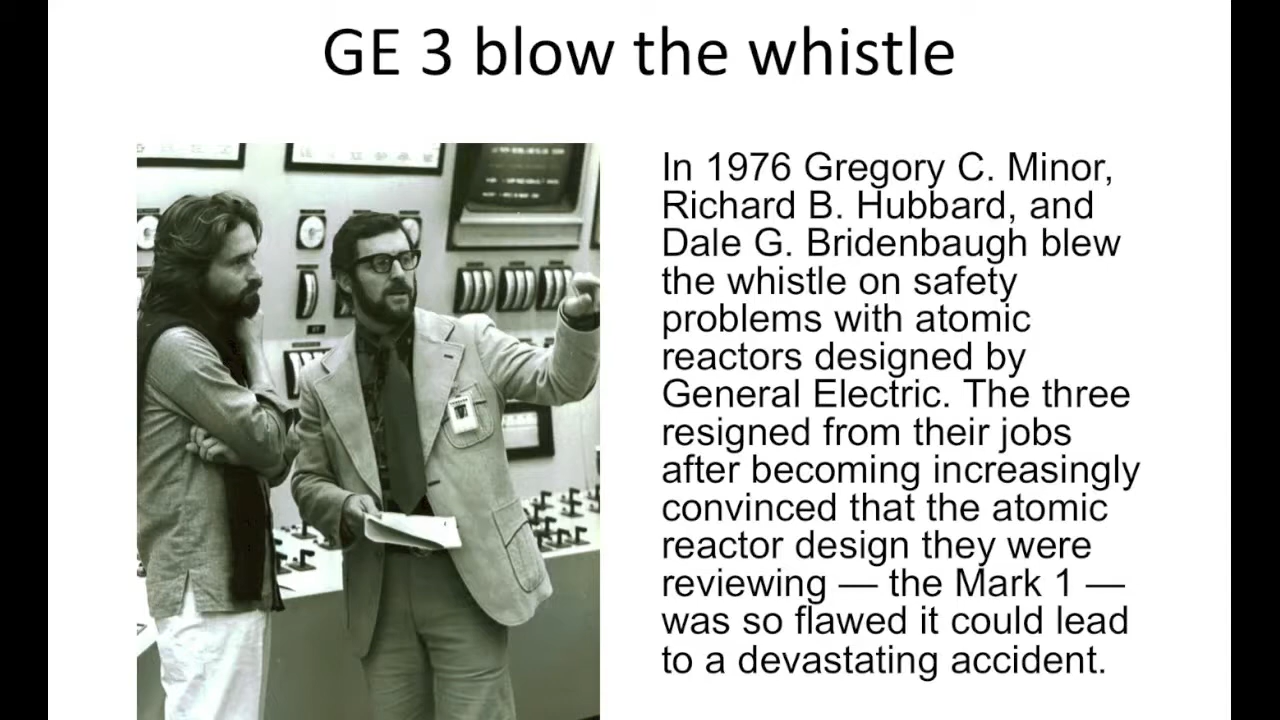 GE 3 blow the whistle
In 1976 Gregory C. Minor,
Richard B. Hubbard, and
Dale G. Bridenbaugh blew
the whistle on safety
problems with atomic
reactors designed by
General Electric. The three
resigned from their jobs
after becoming increasingly
convinced that the atomic
reactor design they were
reviewing — the Mark 1 —
was so flawed it could lead
to a devastating accident.